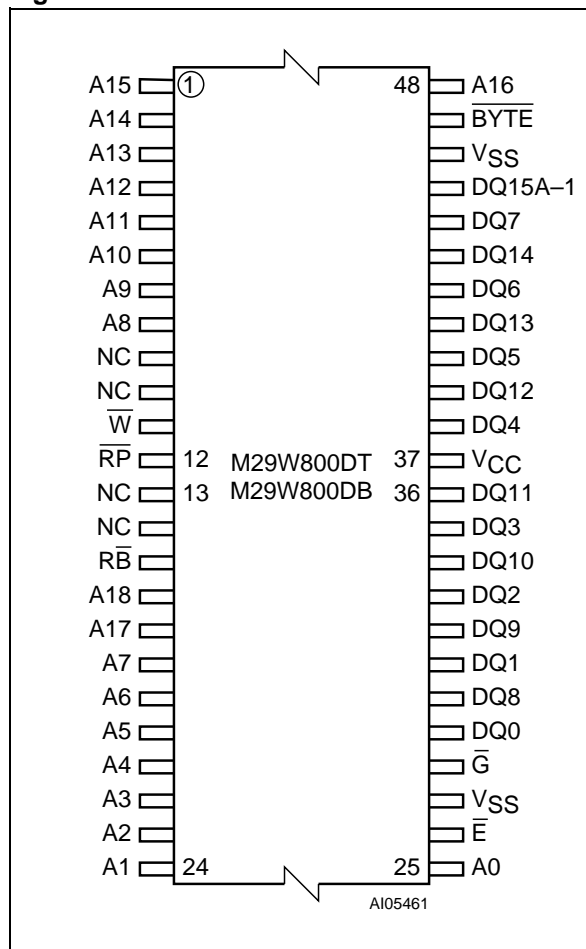 A15 ① 48 A16
A14 B̅Y̅T̅E̅
A13 VSS
A12 DQ15A–1
A11 DQ7
A10 DQ14
A9 DQ6
A8 DQ13
NC DQ5
NC DQ12
W̅ DQ4
R̅P̅ 12 M29W800DT 37 VCC
NC 13 M29W800DB 36 DQ11
NC DQ3
RB̅ DQ10
A18 DQ2
A17 DQ9
A7 DQ1
A6 DQ8
A5 DQ0
A4 G̅
A3 VSS
A2 E̅
A1 24 25 A0
AI05461